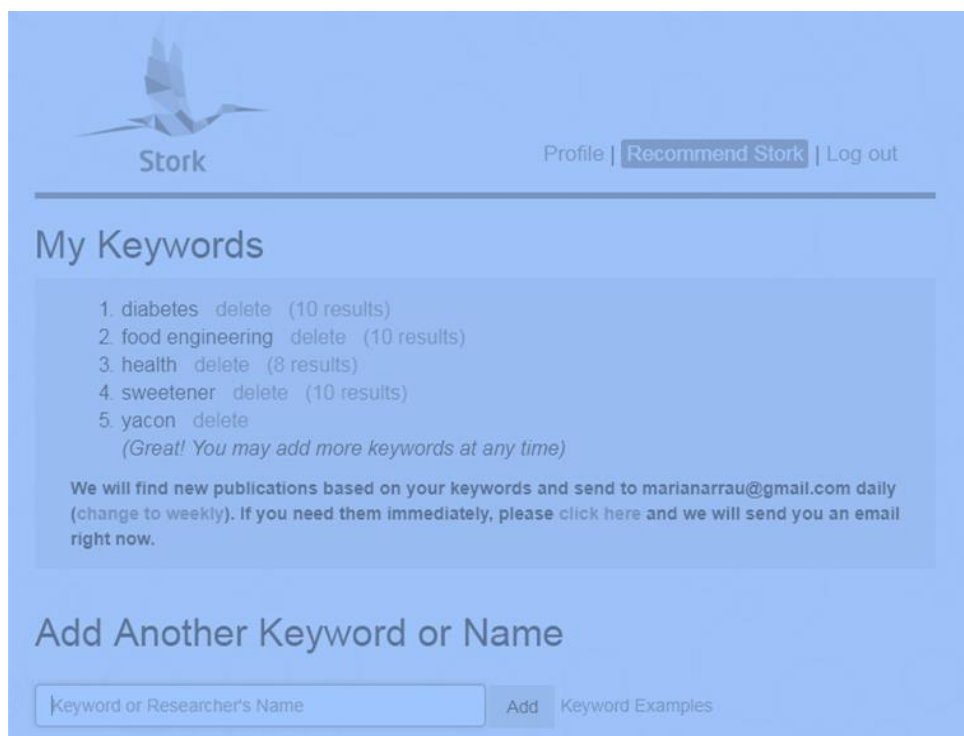 Stork
Profile | Recommend Stork | Log out
My Keywords
1. diabetes delete (10 results)
2. food engineering delete (10 results)
3. health delete (8 results)
4. sweetener delete (10 results)
5. yacon delete
(Great! You may add more keywords at any time)
We will find new publications based on your keywords and send to marianarrau@gmail.com daily
(change to weekly). If you need them immediately, please click here and we will send you an email
right now.
Add Another Keyword or Name
Keyword or Researcher's Name Add Keyword Examples